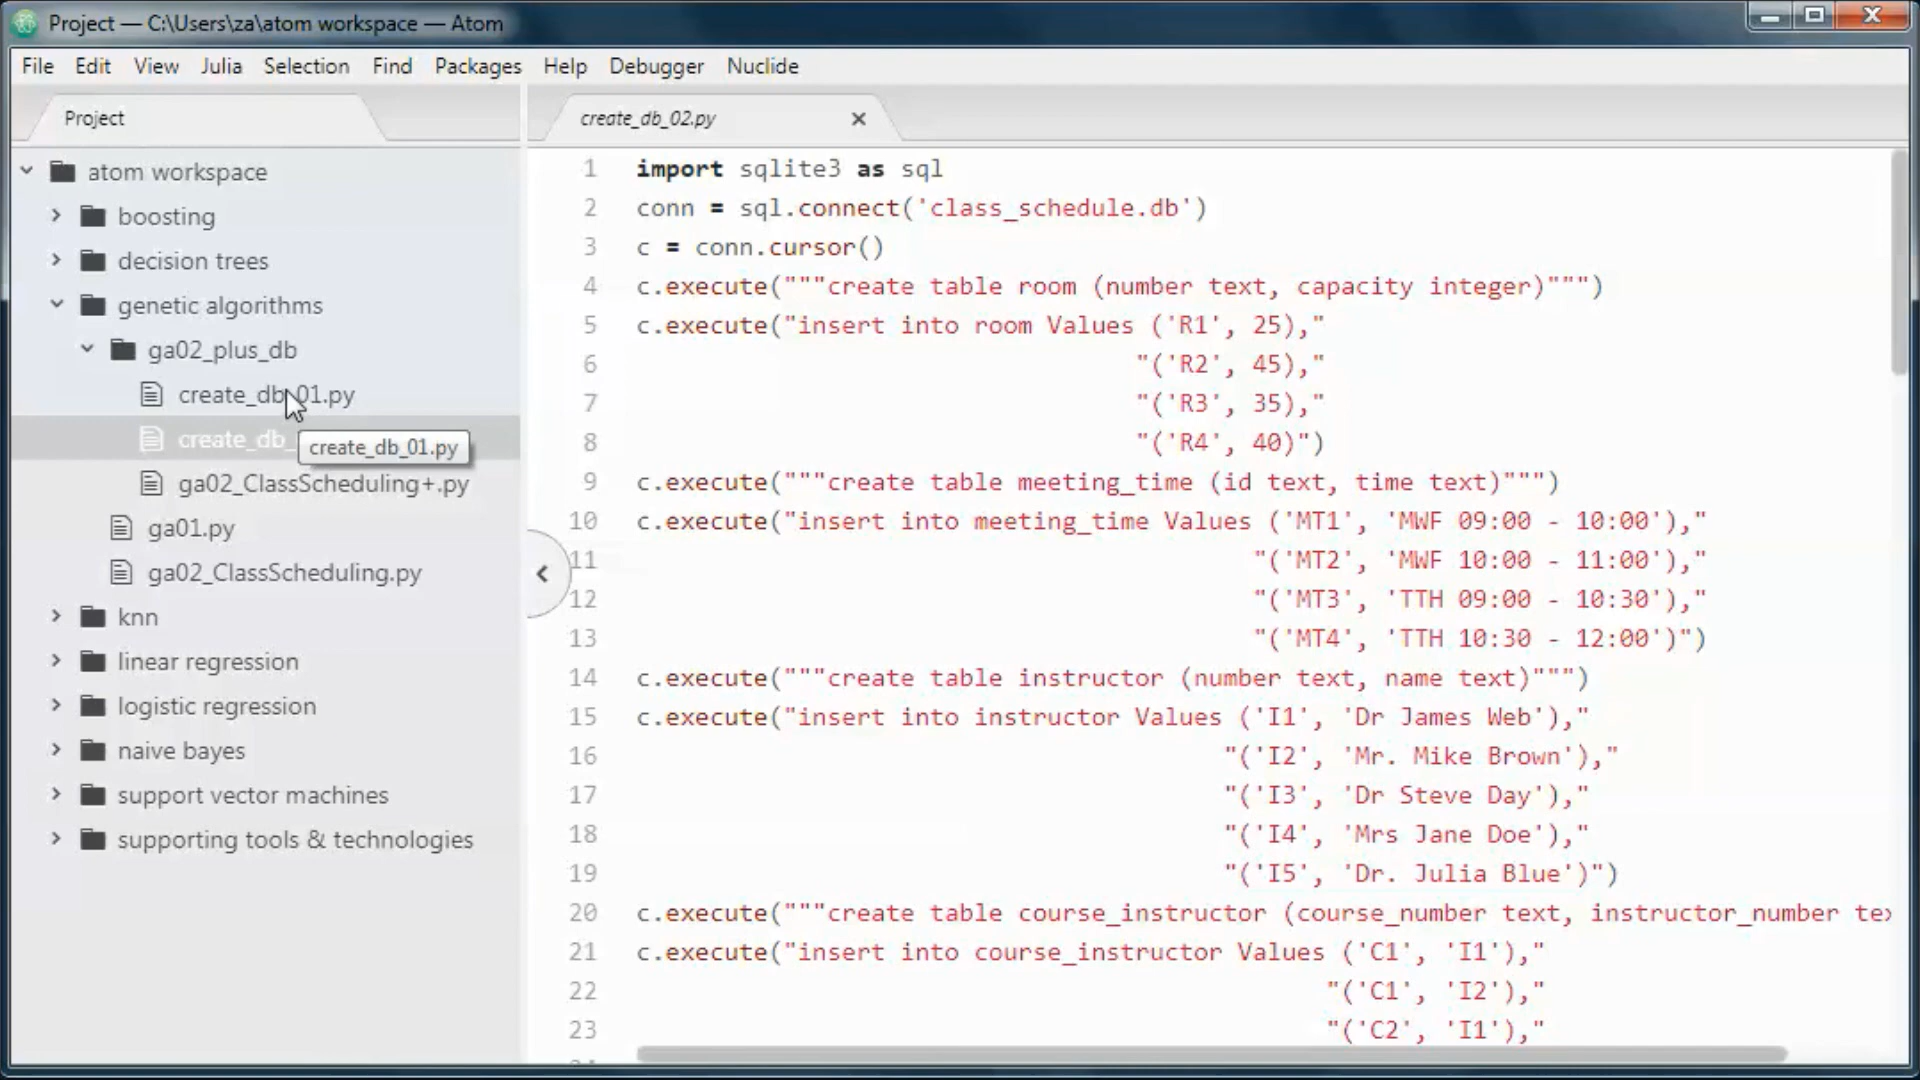 Project — C:\Users\za\atom workspace — Atom
File Edit View Julia Selection Find Packages Help Debugger Nuclide
Project
atom workspace
boosting
decision trees
genetic algorithms
ga02_plus_db
create_db_01.py
create_db_
create_db_01.py
ga02_ClassScheduling+.py
ga01.py
ga02_ClassScheduling.py
knn
linear regression
logistic regression
naive bayes
support vector machines
supporting tools & technologies
create_db_02.py
1 import sqlite3 as sql
2 conn = sql.connect('class_schedule.db')
3 c = conn.cursor()
4 c.execute("""create table room (number text, capacity integer)""")
5 c.execute("insert into room Values ('R1', 25),"
6 "('R2', 45),"
7 "('R3', 35),"
8 "('R4', 40)")
9 c.execute("""create table meeting_time (id text, time text)""")
10 c.execute("insert into meeting_time Values ('MT1', 'MWF 09:00 - 10:00'),"
11 "('MT2', 'MWF 10:00 - 11:00'),"
12 "('MT3', 'TTH 09:00 - 10:30'),"
13 "('MT4', 'TTH 10:30 - 12:00')")
14 c.execute("""create table instructor (number text, name text)""")
15 c.execute("insert into instructor Values ('I1', 'Dr James Web'),"
16 "('I2', 'Mr. Mike Brown'),"
17 "('I3', 'Dr Steve Day'),"
18 "('I4', 'Mrs Jane Doe'),"
19 "('I5', 'Dr. Julia Blue')")
20 c.execute("""create table course_instructor (course_number text, instructor_number te
21 c.execute("insert into course_instructor Values ('C1', 'I1'),"
22 "('C1', 'I2'),"
23 "('C2', 'I1'),"